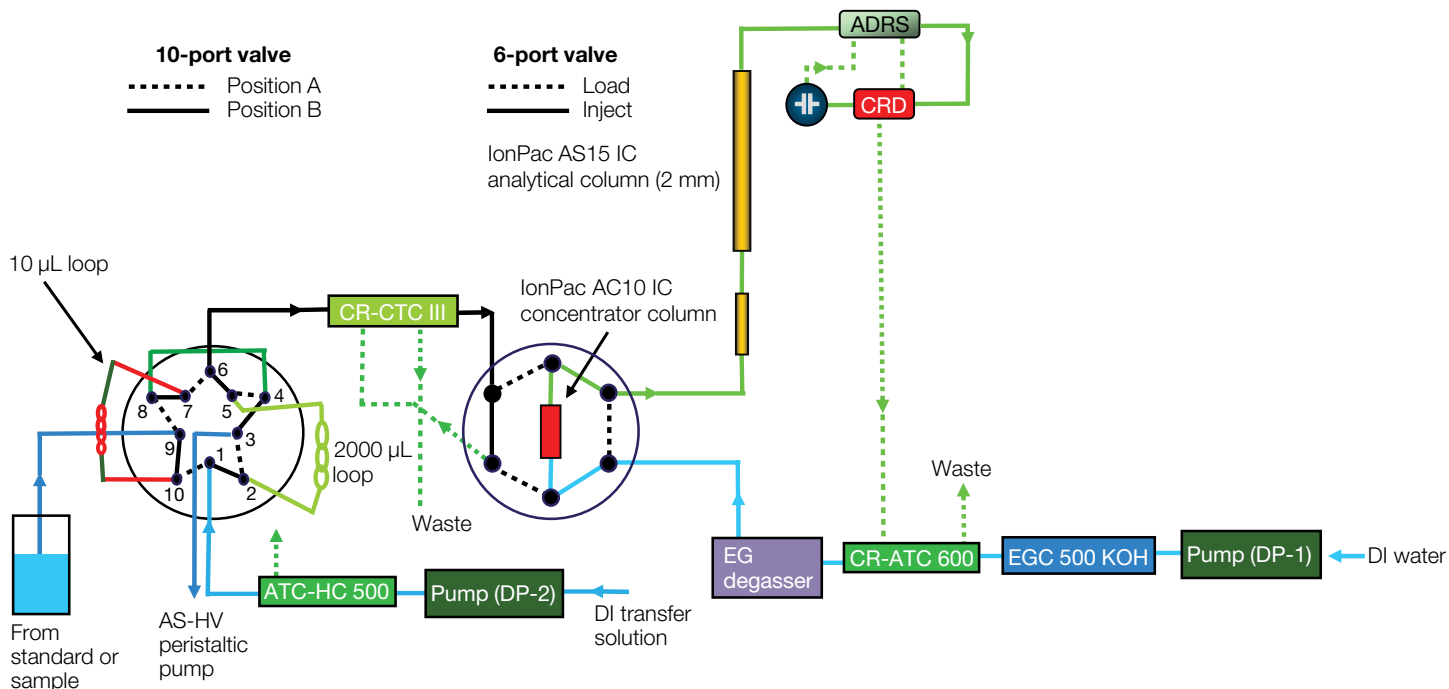 10-port valve
Position A
Position B
6-port valve
Load
Inject
IonPac AS15 IC
analytical column (2 mm)
ADRS
CRD
10 µL loop
CR-CTC III
IonPac AC10 IC
concentrator column
6
8
7
5
4
9
1
3
10
2
2000 µL
loop
Waste
Waste
EG
degasser
CR-ATC 600
EGC 500 KOH
Pump (DP-1)
DI water
ATC-HC 500
Pump (DP-2)
DI transfer
solution
From
standard or
sample
AS-HV
peristaltic
pump